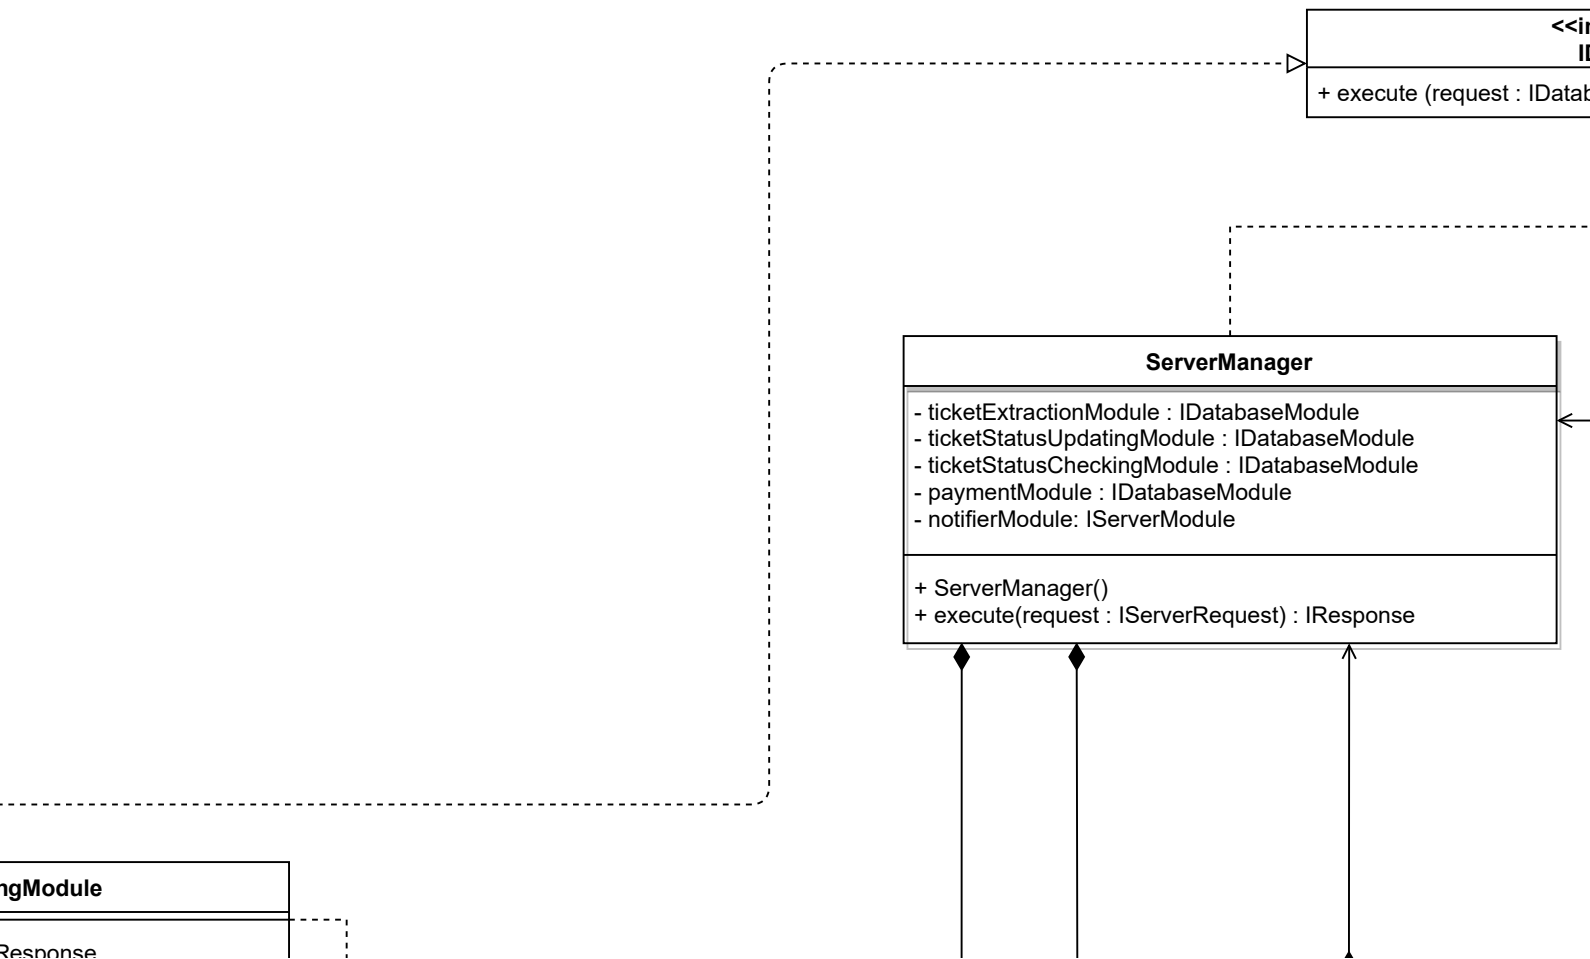 <<in
ID
+ execute (request : IDatab
ServerManager
- ticketExtractionModule : IDatabaseModule
- ticketStatusUpdatingModule : IDatabaseModule
- ticketStatusCheckingModule : IDatabaseModule
- paymentModule : IDatabaseModule
- notifierModule: IServerModule
+ ServerManager()
+ execute(request : IServerRequest) : IResponse
ngModule
Response